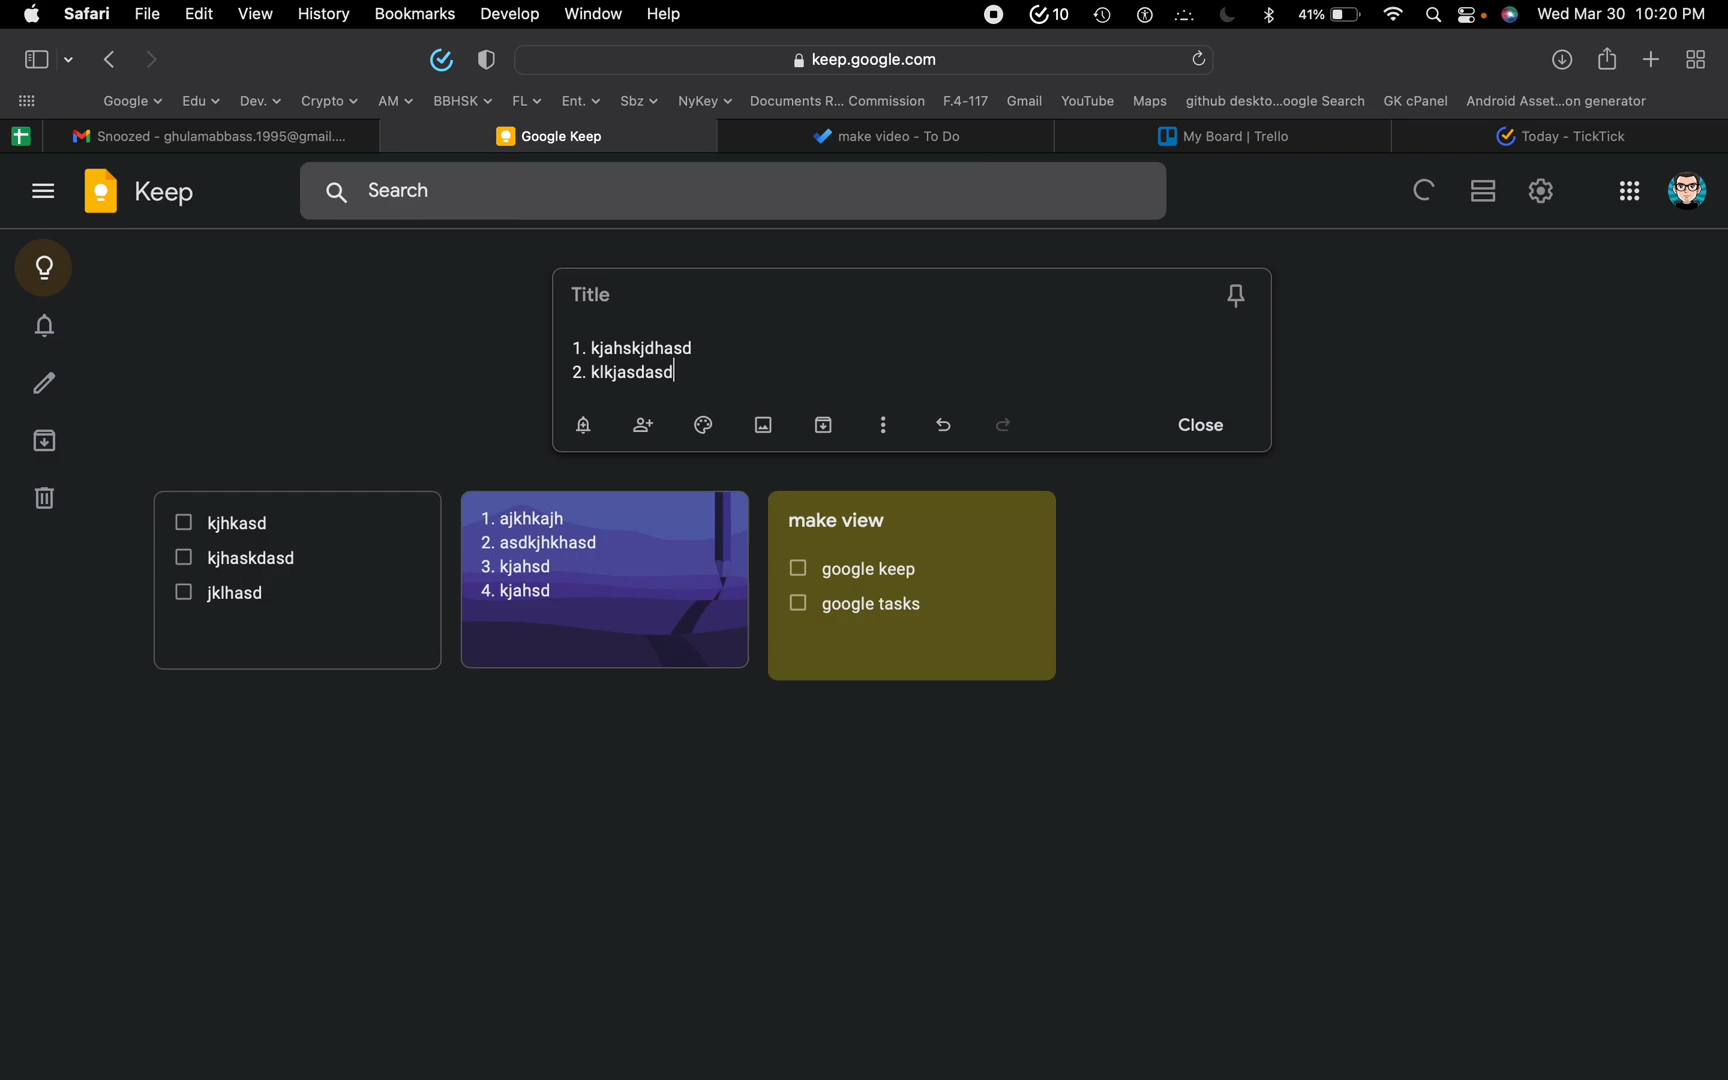 Safari File Edit View History Bookmarks Develop Window Help 10 41% Wed Mar 30 10:20 PM
keep.google.com
Google Edu Dev. Crypto AM BBHSK FL Ent. Sbz NyKey Documents R... Commission F.4-117 Gmail YouTube Maps github deskto...oogle Search GK cPanel Android Asset...on generator
Snoozed - ghulamabbass.1995@gmail.... Google Keep make video - To Do My Board | Trello Today - TickTick
Keep Search
Title
1. kjahskjdhasd
2. klkjasdasd
Close
kjhkasd
kjhaskdasd
jklhasd
1. ajkhkajh
2. asdkjhkhasd
3. kjahsd
4. kjahsd
make view
google keep
google tasks